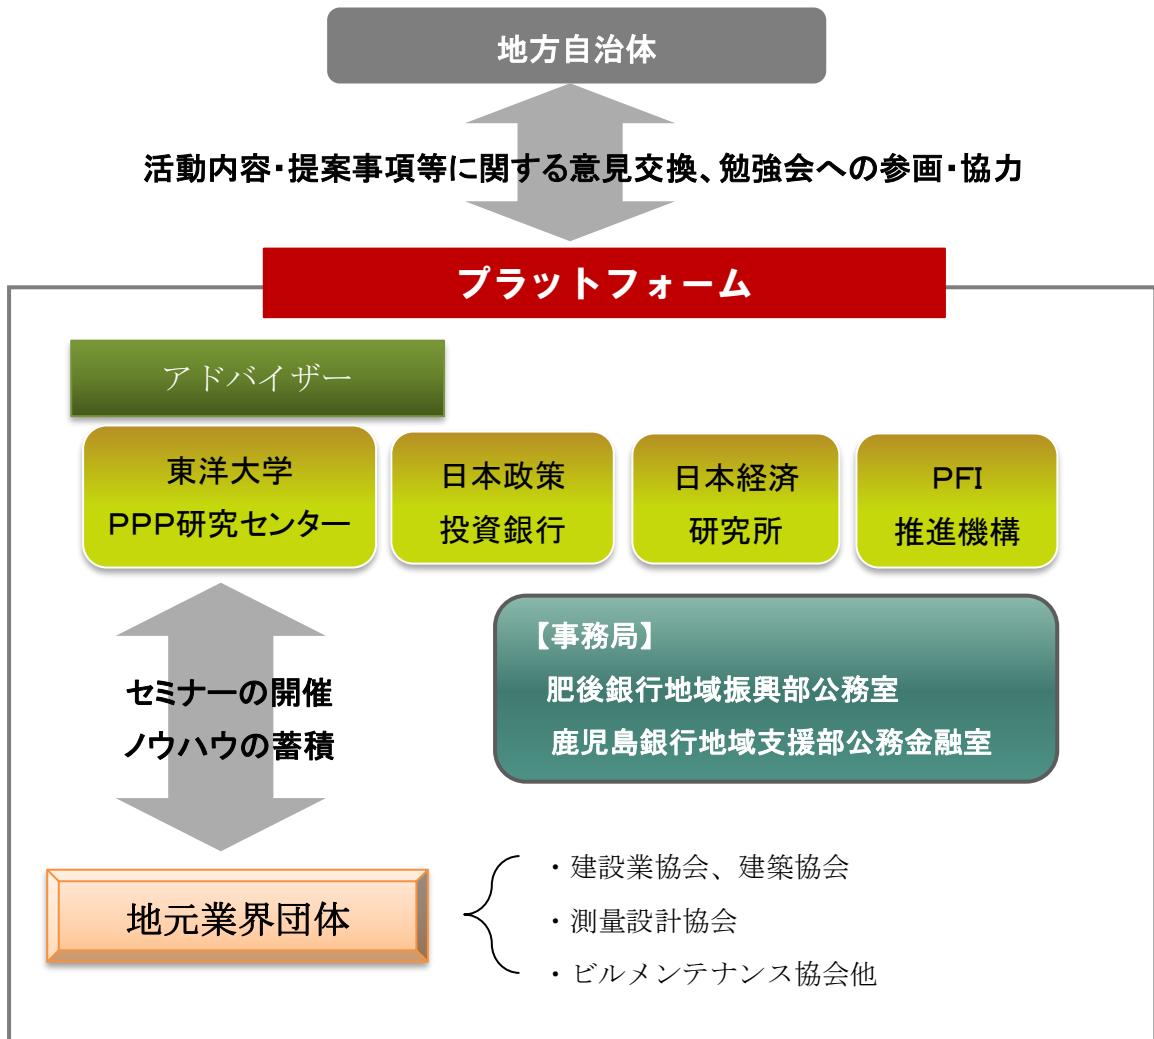 地方自治体
活動内容・提案事項等に関する意見交換、勉強会への参画・協力
プラットフォーム
アドバイザー
東洋大学
PPP研究センター
日本政策
投資銀行
日本経済
研究所
PFI
推進機構
【事務局】
肥後銀行地域振興部公務室
鹿児島銀行地域支援部公務金融室
セミナーの開催
ノウハウの蓄積
地元業界団体
・建設業協会、建築協会
・測量設計協会
・ビルメンテナンス協会他